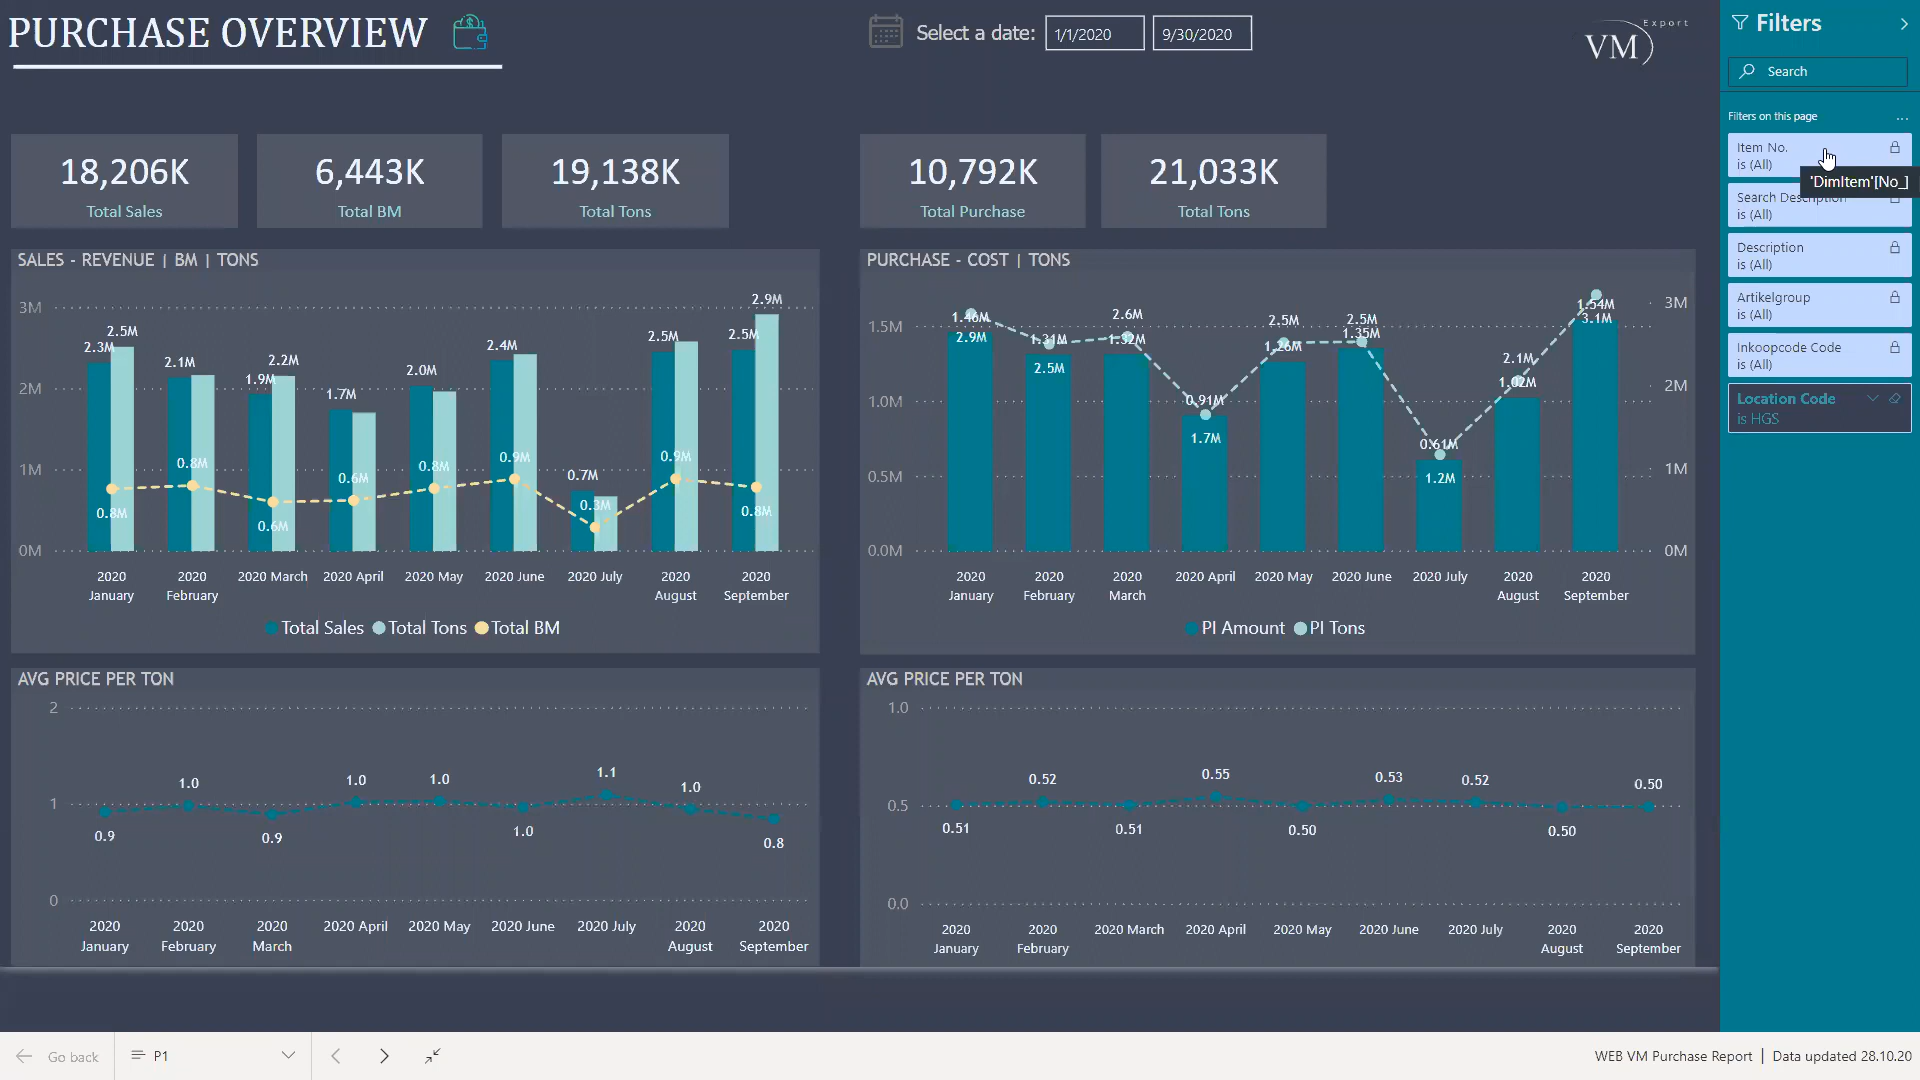 PURCHASE OVERVIEW
Select a date: 1/1/2020 9/30/2020
Export
VM
18,206K
Total Sales
6,443K
Total BM
19,138K
Total Tons
10,792K
Total Purchase
21,033K
Total Tons
SALES - REVENUE | BM | TONS
3M
2M
1M
0M
2.3M
2.5M
2.1M
1.9M
2.2M
1.7M
2.0M
2.4M
0.7M
2.5M
2.5M
2.9M
0.8M
0.8M
0.6M
0.6M
0.8M
0.9M
0.3M
0.9M
0.8M
2020 January
2020 February
2020 March
2020 April
2020 May
2020 June
2020 July
2020 August
2020 September
Total Sales Total Tons Total BM
PURCHASE - COST | TONS
1.5M
1.0M
0.5M
0.0M
3M
2M
1M
0M
1.46M
2.9M
1.31M
2.5M
2.6M
1.32M
0.91M
1.7M
2.5M
1.26M
2.5M
1.35M
0.61M
1.2M
2.1M
1.02M
1.54M
3.1M
2020 January
2020 February
2020 March
2020 April
2020 May
2020 June
2020 July
2020 August
2020 September
PI Amount PI Tons
AVG PRICE PER TON
2
1
0
0.9
1.0
0.9
1.0
1.0
1.0
1.1
1.0
0.8
2020 January
2020 February
2020 March
2020 April
2020 May
2020 June
2020 July
2020 August
2020 September
AVG PRICE PER TON
1.0
0.5
0.0
0.51
0.52
0.51
0.55
0.50
0.53
0.52
0.50
0.50
2020 January
2020 February
2020 March
2020 April
2020 May
2020 June
2020 July
2020 August
2020 September
Filters
Search
Filters on this page ...
Item No.
is (All)
'DimItem'[No_]
Search Description
is (All)
Description
is (All)
Artikelgroup
is (All)
Inkoopcode Code
is (All)
Location Code
is HGS
Go back
P1
WEB VM Purchase Report | Data updated 28.10.20